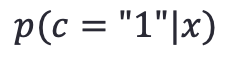 p(c = "1"|x)